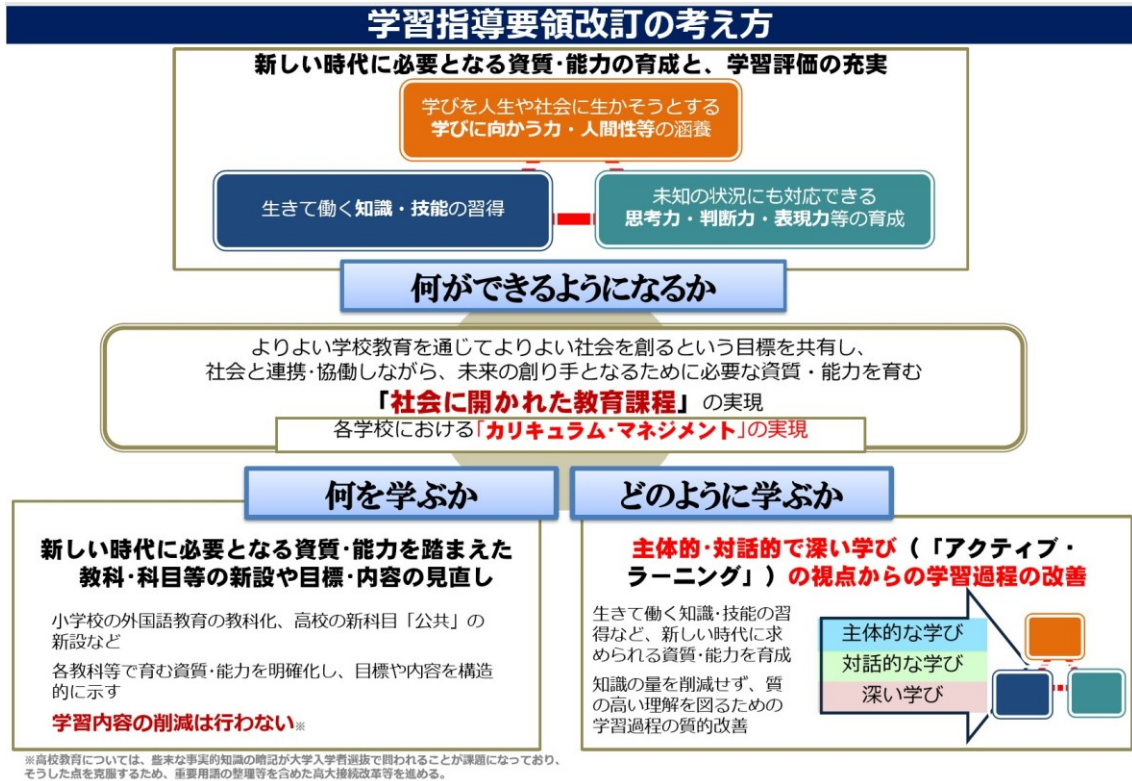 学習指導要領改訂の考え方
新しい時代に必要となる資質・能力の育成と、学習評価の充実
学びを人生や社会に生かそうとする
学びに向かう力・人間性等の涵養
生きて働く知識・技能の習得
未知の状況にも対応できる
思考力・判断力・表現力等の育成
何ができるようになるか
よりよい学校教育を通じてよりよい社会を創るという目標を共有し、
社会と連携・協働しながら、未来の創り手となるために必要な資質・能力を育む
「社会に開かれた教育課程」の実現
各学校における「カリキュラム・マネジメント」の実現
何を学ぶか
新しい時代に必要となる資質・能力を踏まえた
教科・科目等の新設や目標・内容の見直し
小学校の外国語教育の教科化、高校の新科目「公共」の
新設など
各教科等で育む資質・能力を明確化し、目標や内容を構造
的に示す
学習内容の削減は行わない※
どのように学ぶか
主体的・対話的で深い学び（「アクティブ・
ラーニング」）の視点からの学習過程の改善
生きて働く知識・技能の習
得など、新しい時代に求
められる資質・能力を育成
知識の量を削減せず、質
の高い理解を図るための
学習過程の質的改善
主体的な学び
対話的な学び
深い学び
※高校教育については、些末な事実的知識の暗記が大学入学者選抜で問われることが課題になっており、
そうした点を克服するため、重要用語の整理等を含めた高大接続改革等を進める。